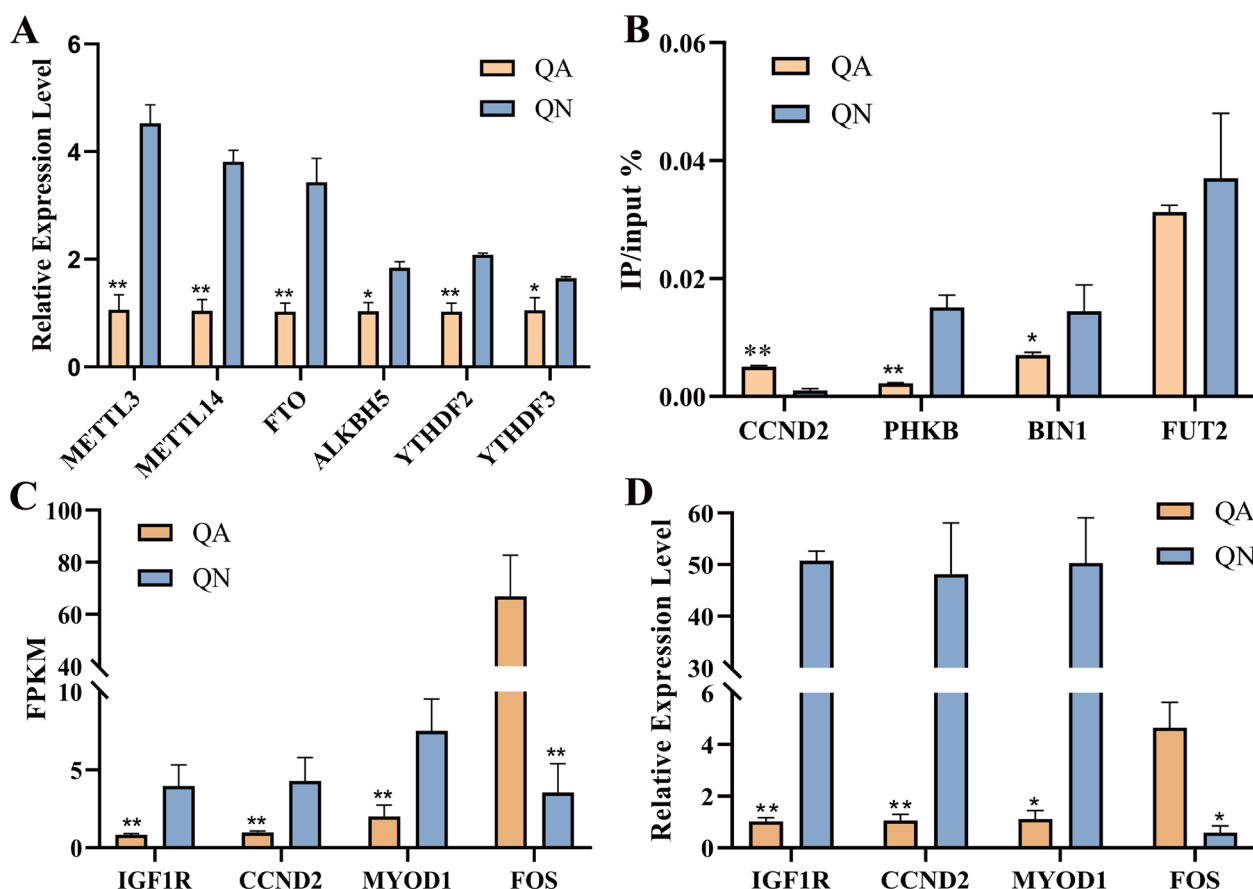 A
Relative Expression Level
6
4
2
0
QA
QN
** ** ** * ** *
METTL3 METTL14 FTO ALKBH5 YTHDF2 YTHDF3
B
IP/input %
0.06
0.04
0.02
0.00
QA
QN
** ** *
CCND2 PHKB BIN1 FUT2
C
FPKM
100
80
60
40
10
5
0
QA
QN
** ** ** **
IGF1R CCND2 MYOD1 FOS
D
Relative Expression Level
60
50
40
30
6
4
2
0
QA
QN
** ** * *
IGF1R CCND2 MYOD1 FOS